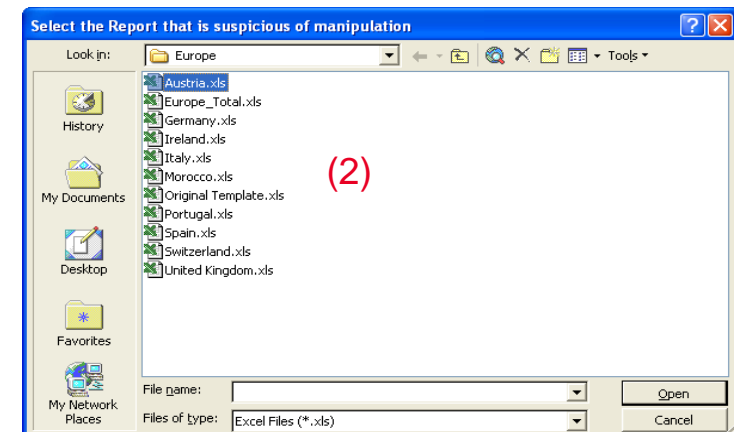 Select the Report that is suspicious of manipulation
Look in: Europe Tools
History
My Documents
Desktop
Favorites
My Network
Places
Austria.xls
Europe_Total.xls
Germany.xls
Ireland.xls
Italy.xls
Morocco.xls
Original Template.xls
Portugal.xls
Spain.xls
Switzerland.xls
United Kingdom.xls
(2)
File name: Open
Files of type: Excel Files (*.xls) Cancel